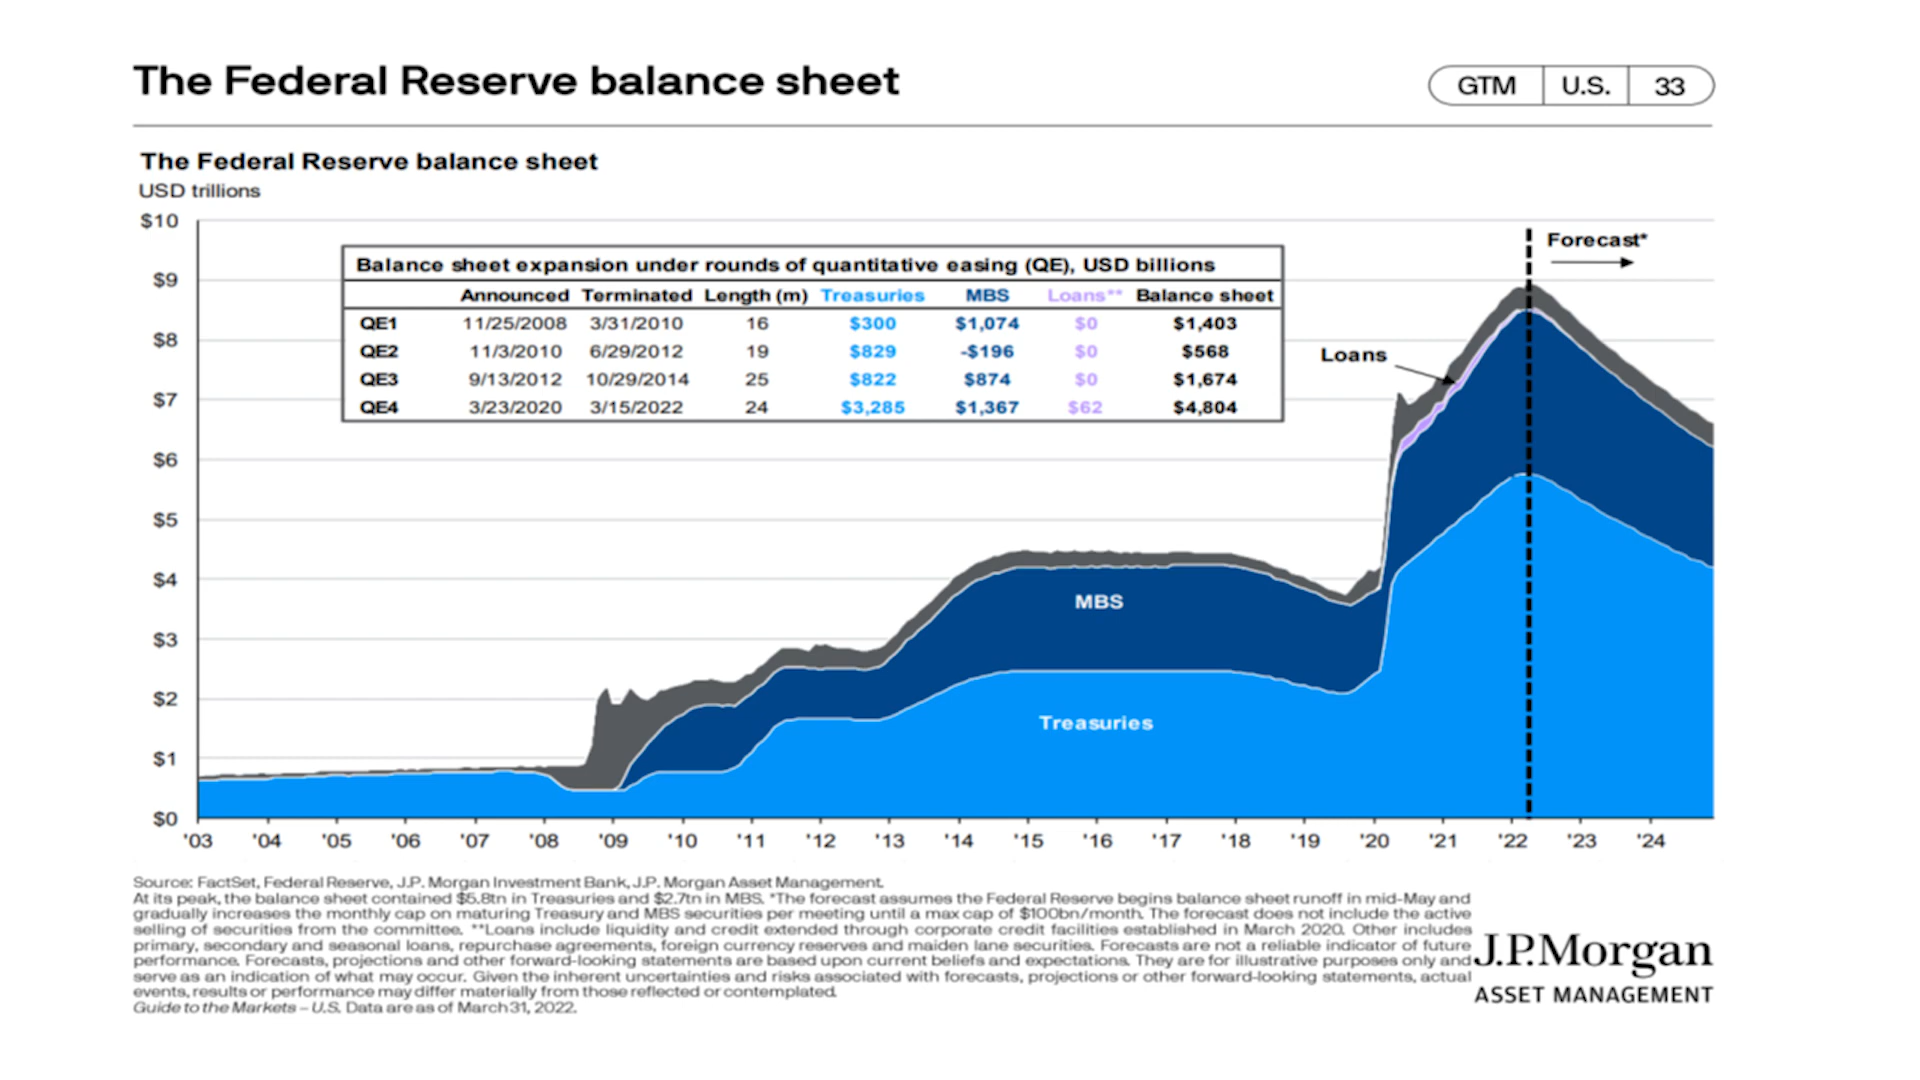 The Federal Reserve balance sheet
GTM U.S. 33
The Federal Reserve balance sheet
USD trillions
$10
$9
$8
$7
$6
$5
$4
$3
$2
$1
$0
Forecast*
Balance sheet expansion under rounds of quantitative easing (QE), USD billions
Announced Terminated Length (m) Treasuries MBS Loans** Balance sheet
QE1 11/25/2008 3/31/2010 16 $300 $1,074 $0 $1,403
QE2 11/3/2010 6/29/2012 19 $829 -$196 $0 $568
QE3 9/13/2012 10/29/2014 25 $822 $874 $0 $1,674
QE4 3/23/2020 3/15/2022 24 $3,285 $1,367 $62 $4,804
Loans
MBS
Treasuries
'03 '04 '05 '06 '07 '08 '09 '10 '11 '12 '13 '14 '15 '16 '17 '18 '19 '20 '21 '22 '23 '24
Source: FactSet, Federal Reserve, J.P. Morgan Investment Bank, J.P. Morgan Asset Management.
At its peak, the balance sheet contained $5.8tn in Treasuries and $2.7tn in MBS. *The forecast assumes the Federal Reserve begins balance sheet runoff in mid-May and
gradually increases the monthly cap on maturing Treasury and MBS securities per meeting until a max cap of $100bn/month. The forecast does not include the active
selling of securities from the committee. **Loans include liquidity and credit extended through corporate credit facilities established in March 2020. Other includes
primary, secondary and seasonal loans, repurchase agreements, foreign currency reserves and maiden lane securities. Forecasts are not a reliable indicator of future
performance. Forecasts, projections and other forward-looking statements are based upon current beliefs and expectations. They are for illustrative purposes only and
serve as an indication of what may occur. Given the inherent uncertainties and risks associated with forecasts, projections or other forward-looking statements, actual
events, results or performance may differ materially from those reflected or contemplated.
Guide to the Markets – U.S. Data are as of March 31, 2022.
J.P.Morgan
ASSET MANAGEMENT